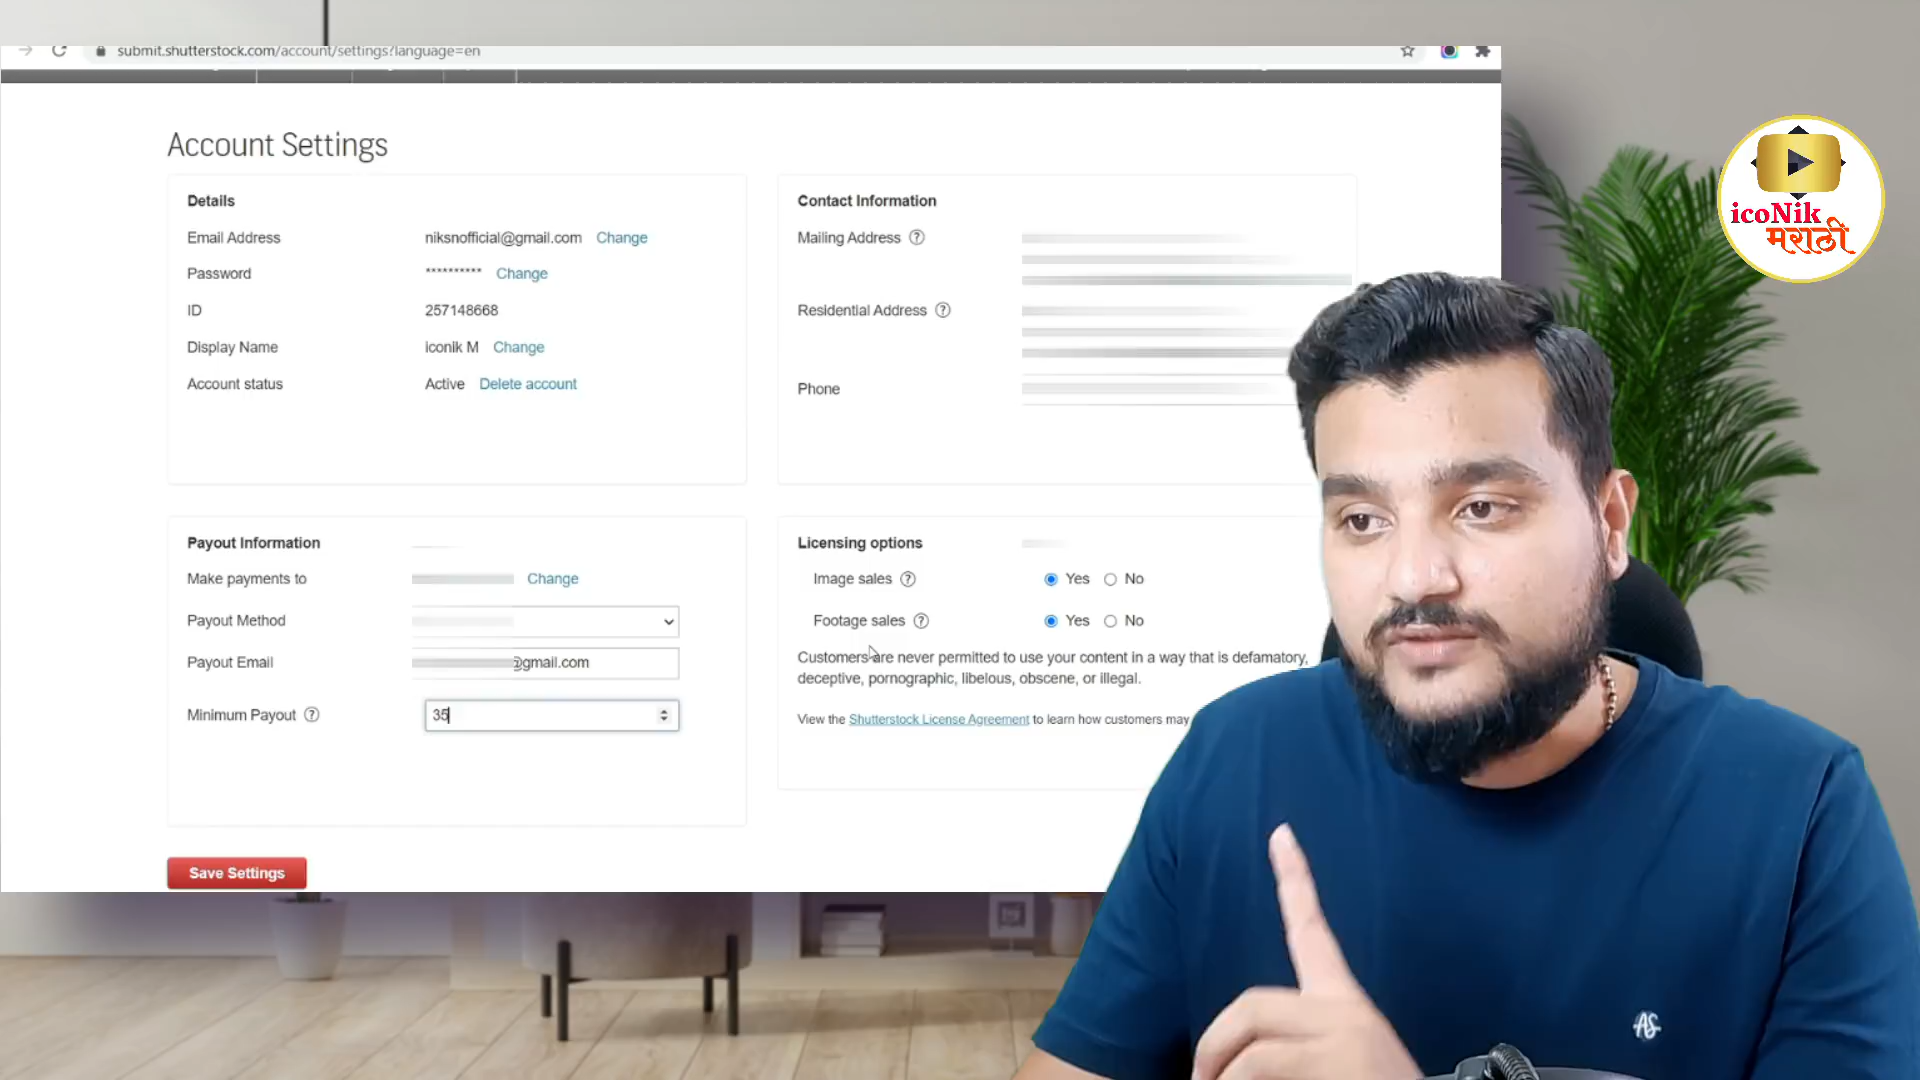 submit.shutterstock.com/account/settings?language=en
icoNik
मराठी
Account Settings
Details
Email Address niksnofficial@gmail.com Change
Password ********** Change
ID 257148668
Display Name iconik M Change
Account status Active Delete account
Contact Information
Mailing Address ?
Residential Address ?
Phone
Payout Information
Make payments to Change
Payout Method
Payout Email @gmail.com
Minimum Payout ? 35
Save Settings
Licensing options
Image sales ? Yes No
Footage sales ? Yes No
Customers are never permitted to use your content in a way that is defamatory,
deceptive, pornographic, libelous, obscene, or illegal.
View the Shutterstock License Agreement to learn how customers may
AS